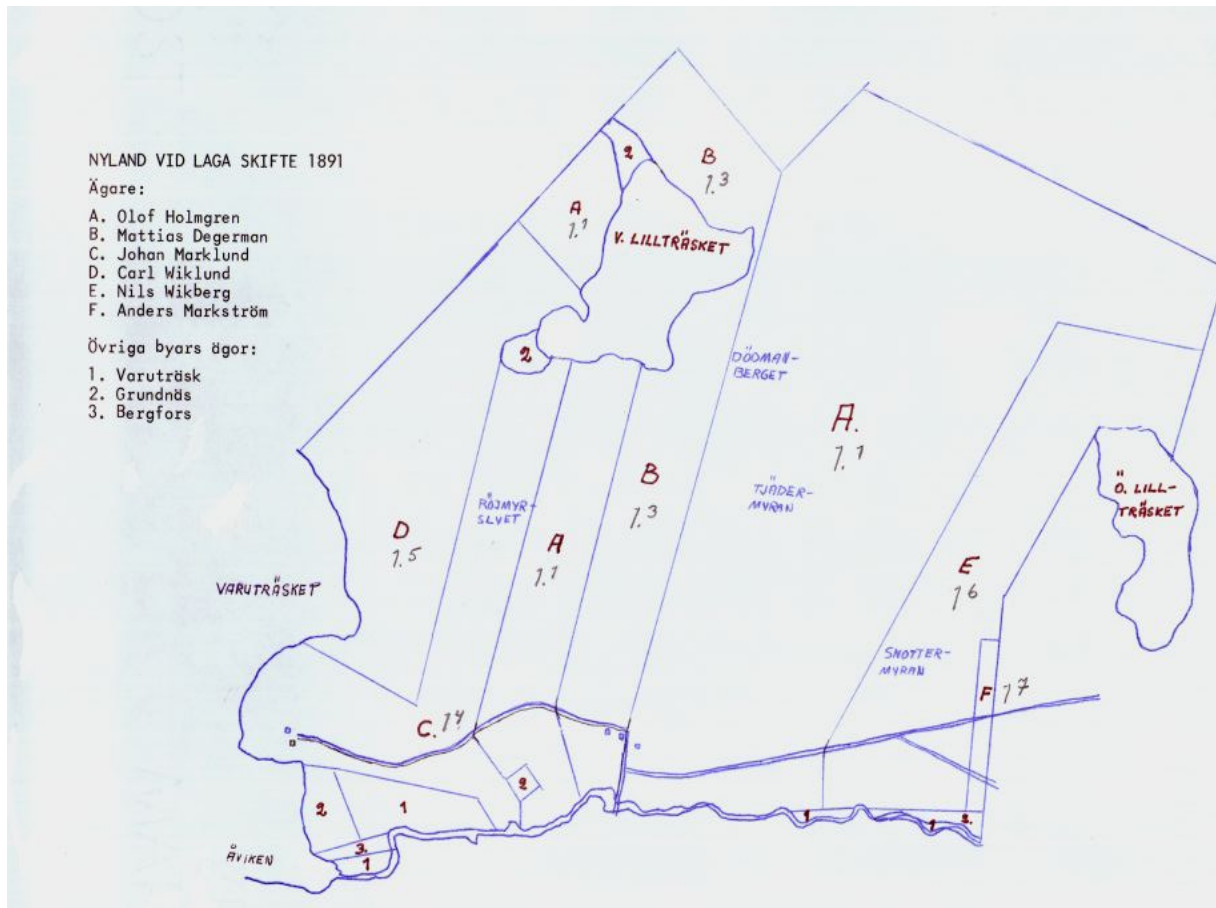 NYLAND VID LAGA SKIFTE 1891
Ägare:
A. Olof Holmgren
B. Mattias Degerman
C. Johan Marklund
D. Carl Wiklund
E. Nils Wikberg
F. Anders Markström
Övriga byars ägor:
1. Varuträsk
2. Grundnäs
3. Bergfors
2
B
1.3
A
1.1
V. LILLTRÄSKET
2
DÖDMAN-
BERGET
A.
1.1
B
1.3
TJÄDER-
MYRAN
Ö. LILL-
TRÄSKET
RÖJMYR-
SLYET
D
1.5
A
1.1
E
1 6
VARUTRÄSKET
SNOTTER-
MYRAN
F 1 7
C. 1 4
2
2
1
1
1
3.
1
ÅVIKEN